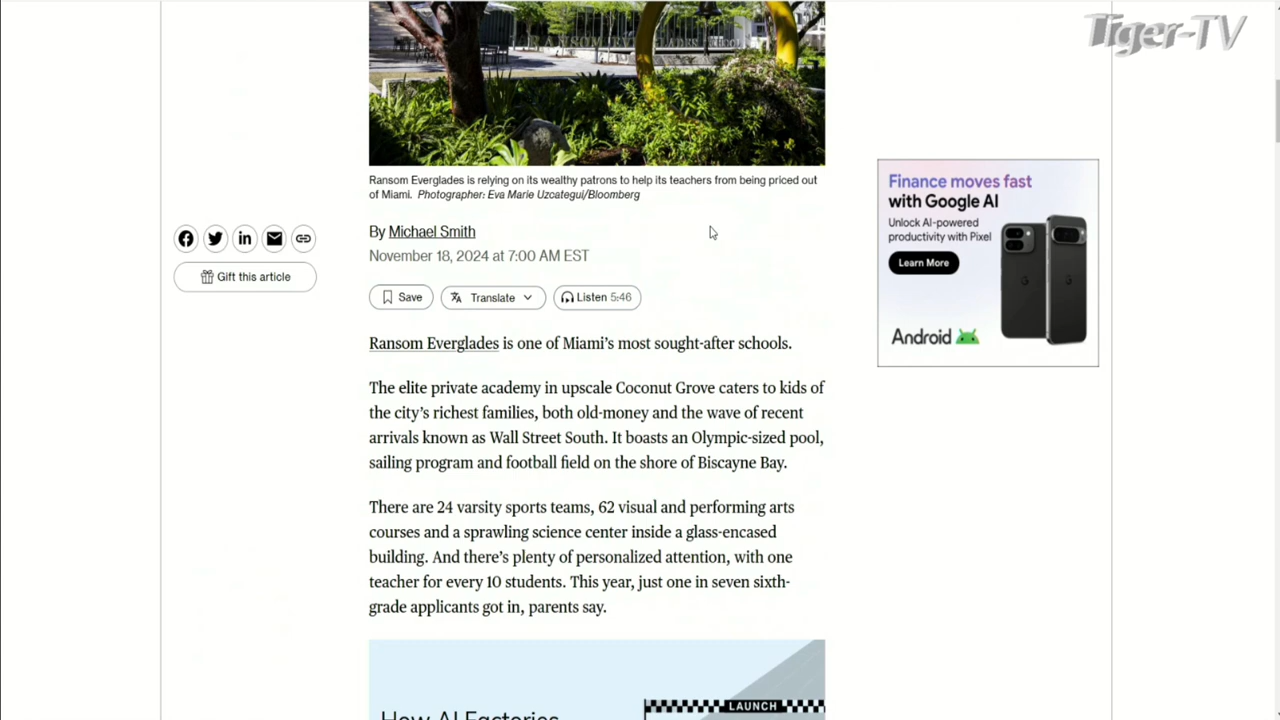 Tiger-TV
Ransom Everglades is relying on its wealthy patrons to help its teachers from being priced out
of Miami. Photographer: Eva Marie Uzcategui/Bloomberg
By Michael Smith
November 18, 2024 at 7:00 AM EST
Gift this article
Save
Translate
Listen 5:46
Finance moves fast
with Google AI
Unlock AI-powered
productivity with Pixel
Learn More
Android
Ransom Everglades is one of Miami’s most sought-after schools.
The elite private academy in upscale Coconut Grove caters to kids of
the city’s richest families, both old-money and the wave of recent
arrivals known as Wall Street South. It boasts an Olympic-sized pool,
sailing program and football field on the shore of Biscayne Bay.
There are 24 varsity sports teams, 62 visual and performing arts
courses and a sprawling science center inside a glass-encased
building. And there’s plenty of personalized attention, with one
teacher for every 10 students. This year, just one in seven sixth-
grade applicants got in, parents say.
How AI Factories
LAUNCH